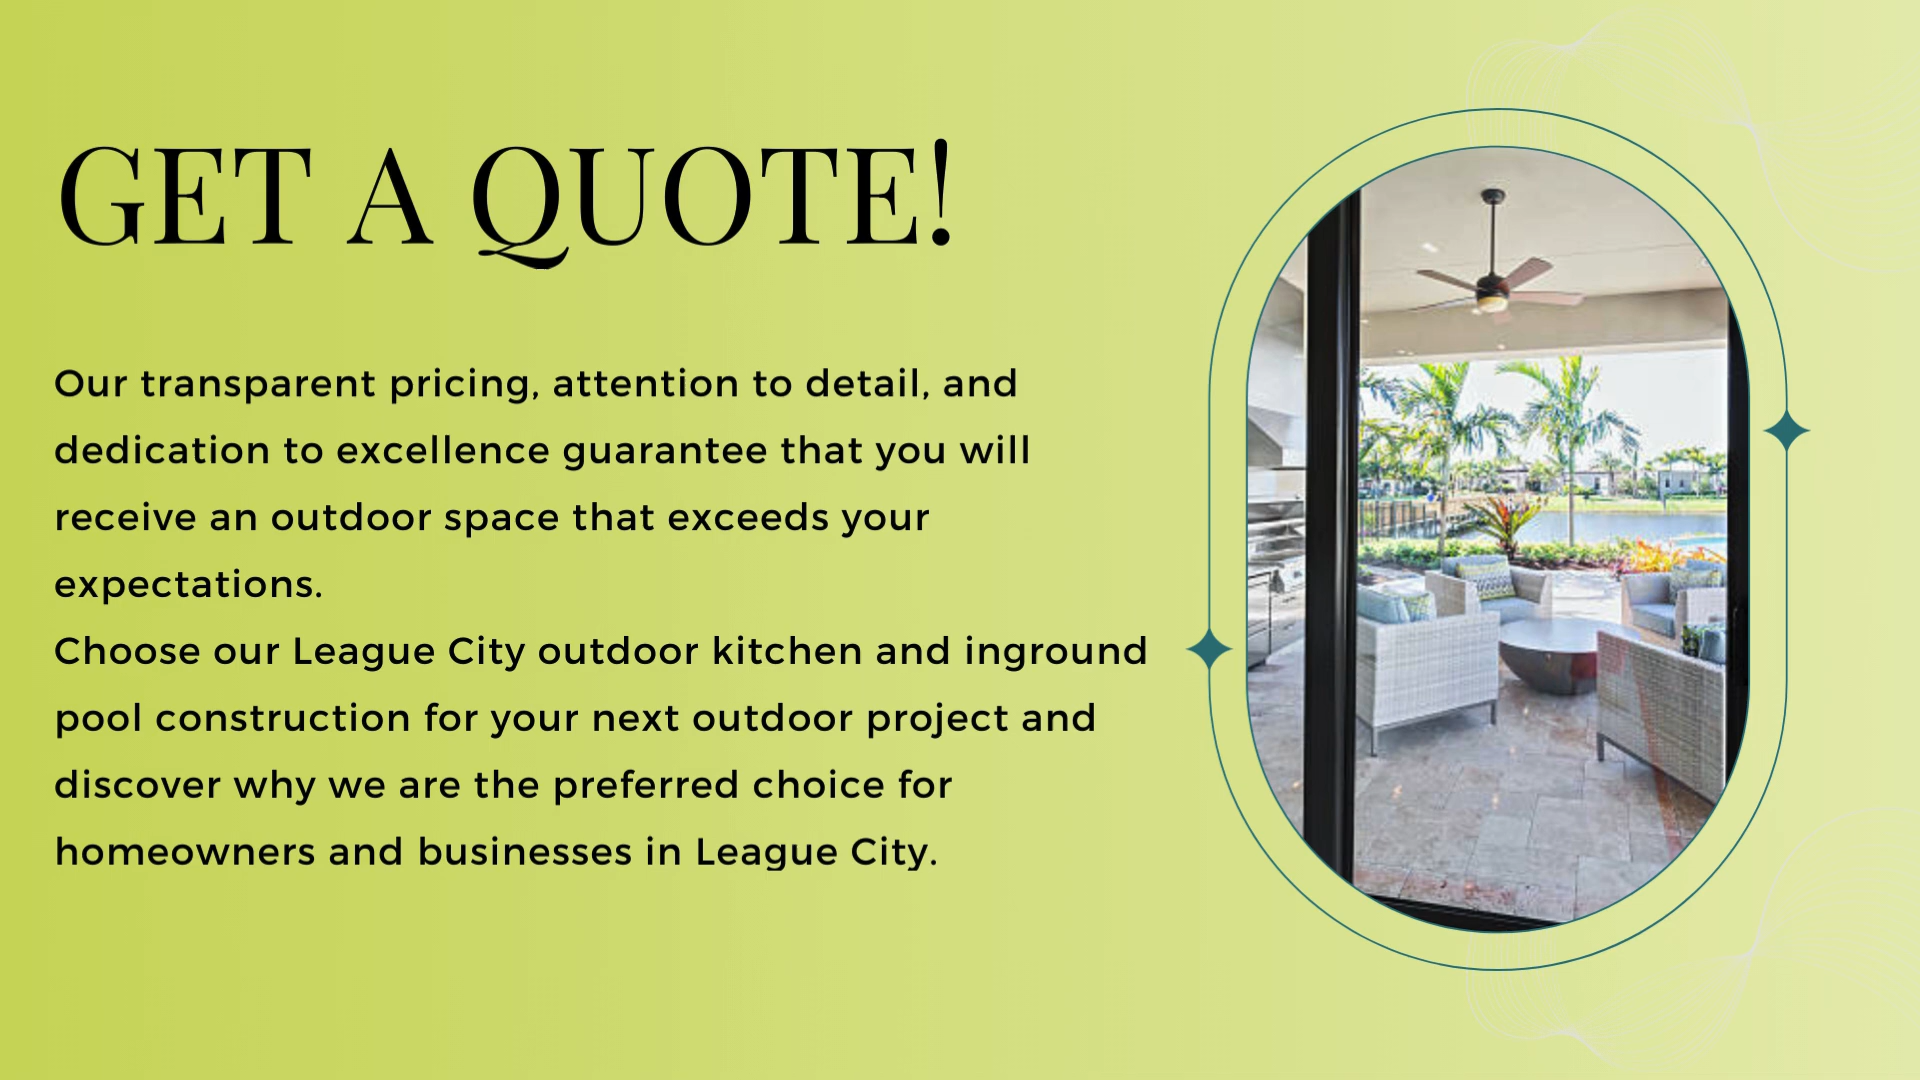 GET A QUOTE!
Our transparent pricing, attention to detail, and
dedication to excellence guarantee that you will
receive an outdoor space that exceeds your
expectations.
Choose our League City outdoor kitchen and inground
pool construction for your next outdoor project and
discover why we are the preferred choice for
homeowners and businesses in League City.